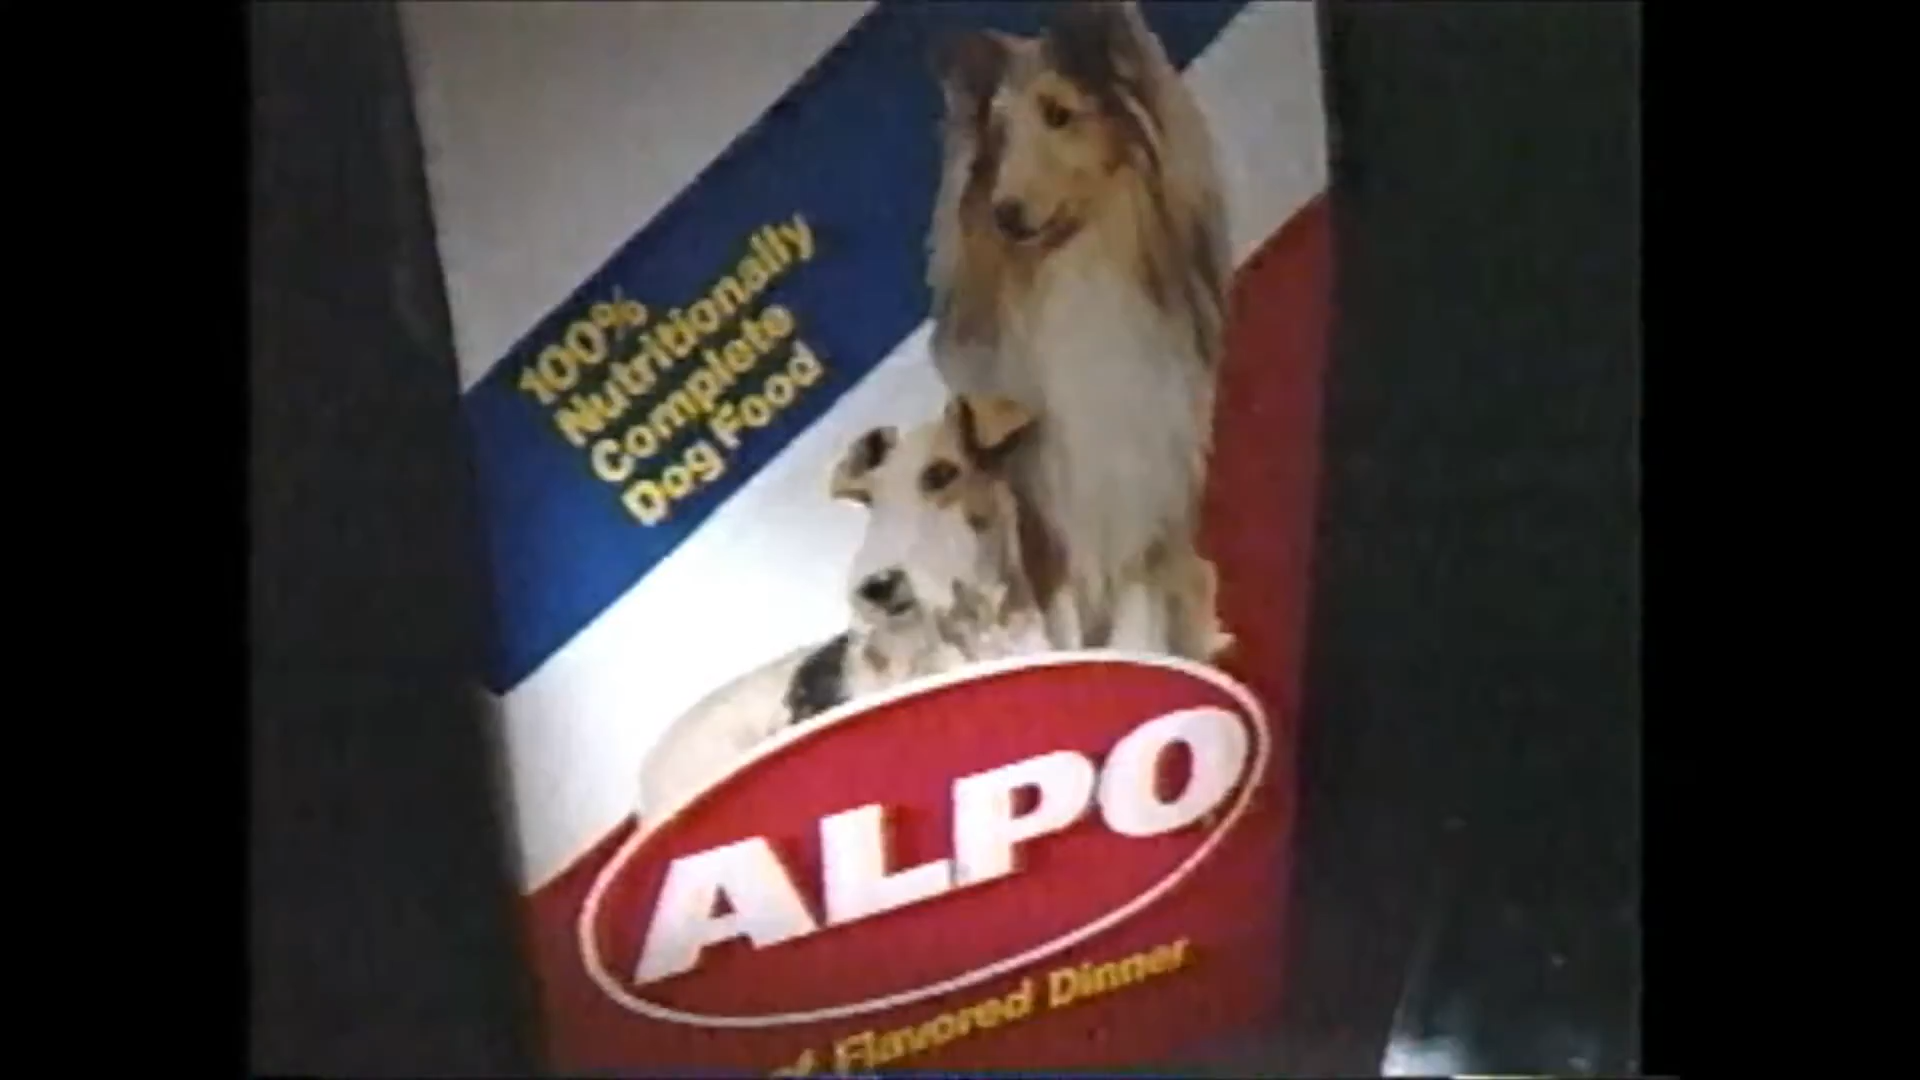 100%
Nutritionally
Complete
Dog Food
ALPO
Flavored Dinner